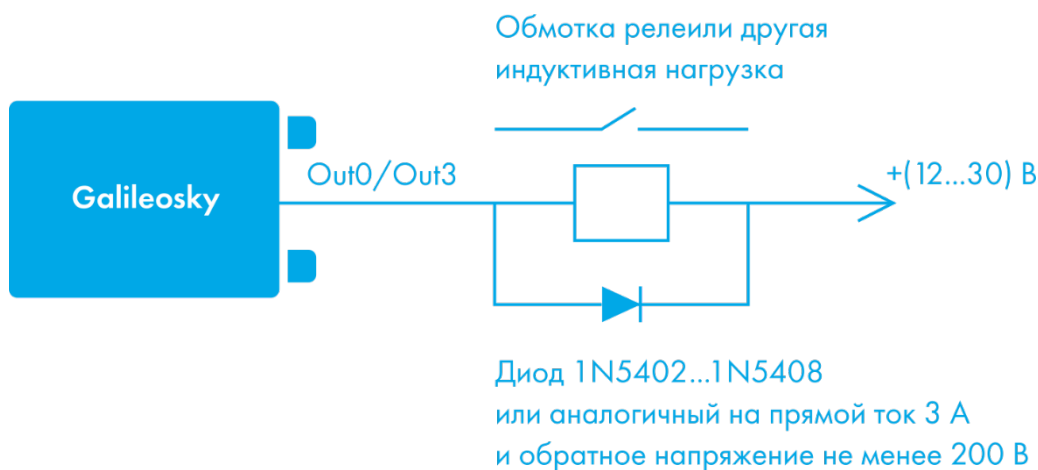 Обмотка релеили другая
индуктивная нагрузка
Galileosky
Out0/Out3
+(12...30) В
Диод 1N5402...1N5408
или аналогичный на прямой ток 3 А
и обратное напряжение не менее 200 В